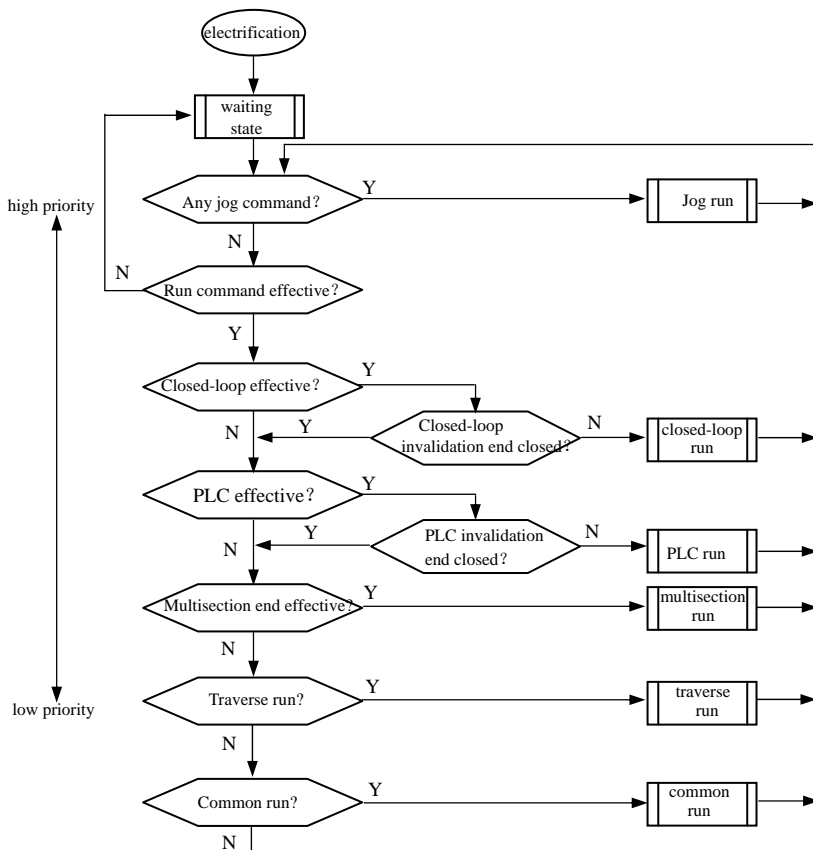 electrification
waiting
state
Any jog command?
Y
Jog run
high priority
N
N
Run command effective?
Y
Closed-loop effective?
Y
N
Y
Closed-loop
invalidation end closed?
N
closed-loop
run
PLC effective?
Y
N
Y
PLC invalidation
end closed?
N
PLC run
Multisection end effective?
Y
multisection
run
N
Traverse run?
Y
traverse
run
low priority
N
Common run?
Y
common
run
N